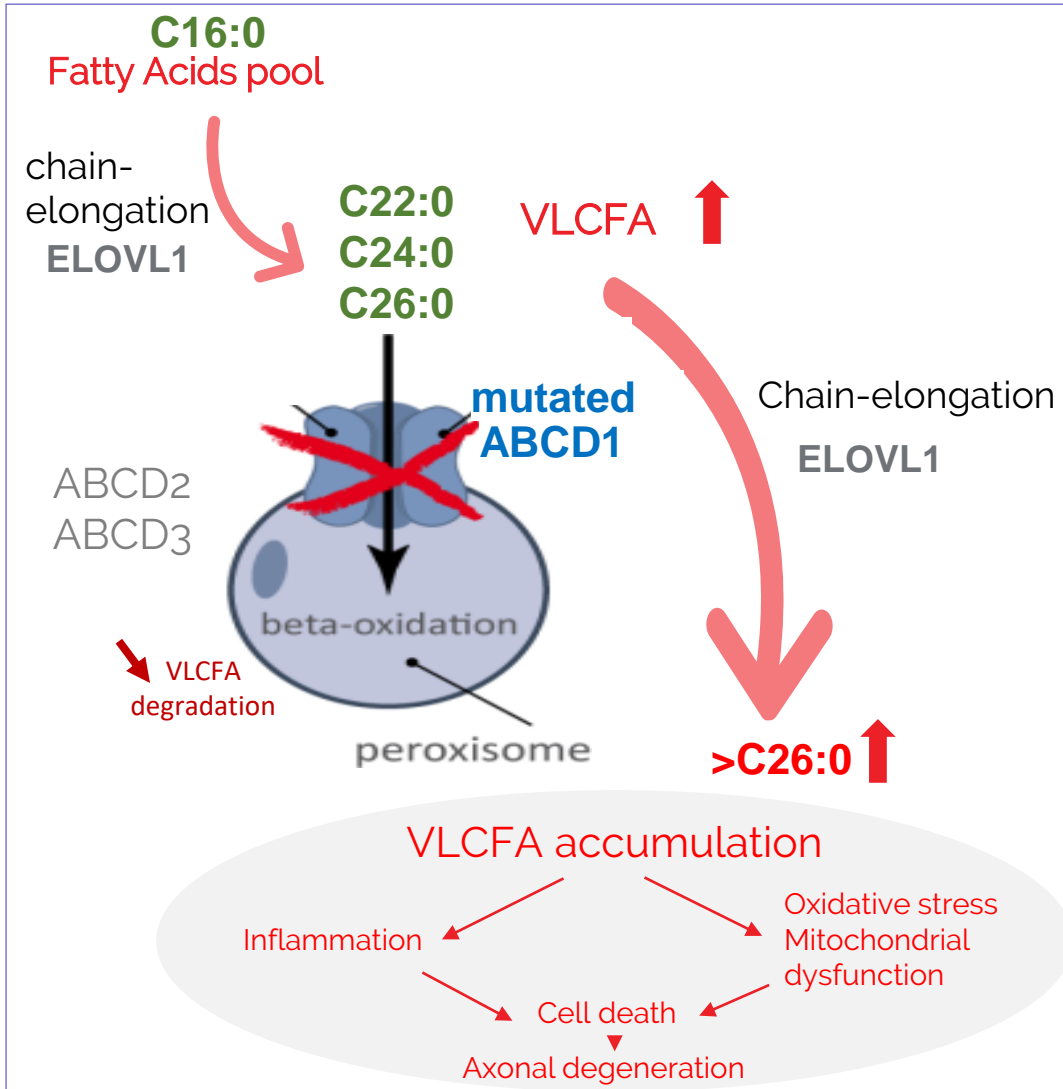 C16:0
Fatty Acids pool
chain-
elongation
ELOVL1
C22:0
C24:0
C26:0
VLCFA
mutated
ABCD1
Chain-elongation
ELOVL1
ABCD2
ABCD3
beta-oxidation
VLCFA
degradation
peroxisome
>C26:0
VLCFA accumulation
Inflammation
Oxidative stress
Mitochondrial
dysfunction
Cell death
Axonal degeneration